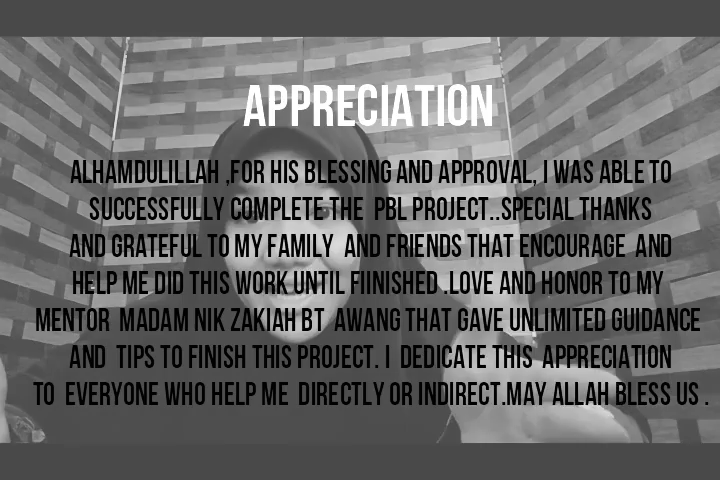 APPRECIATION
ALHAMDULILLAH ,FOR HIS BLESSING AND APPROVAL, I WAS ABLE TO
SUCCESSFULLY COMPLETE THE PBL PROJECT..SPECIAL THANKS
AND GRATEFUL TO MY FAMILY AND FRIENDS THAT ENCOURAGE AND
HELP ME DID THIS WORK UNTIL FIINISHED .LOVE AND HONOR TO MY
MENTOR MADAM NIK ZAKIAH BT AWANG THAT GAVE UNLIMITED GUIDANCE
AND TIPS TO FINISH THIS PROJECT. I DEDICATE THIS APPRECIATION
TO EVERYONE WHO HELP ME DIRECTLY OR INDIRECT.MAY ALLAH BLESS US .